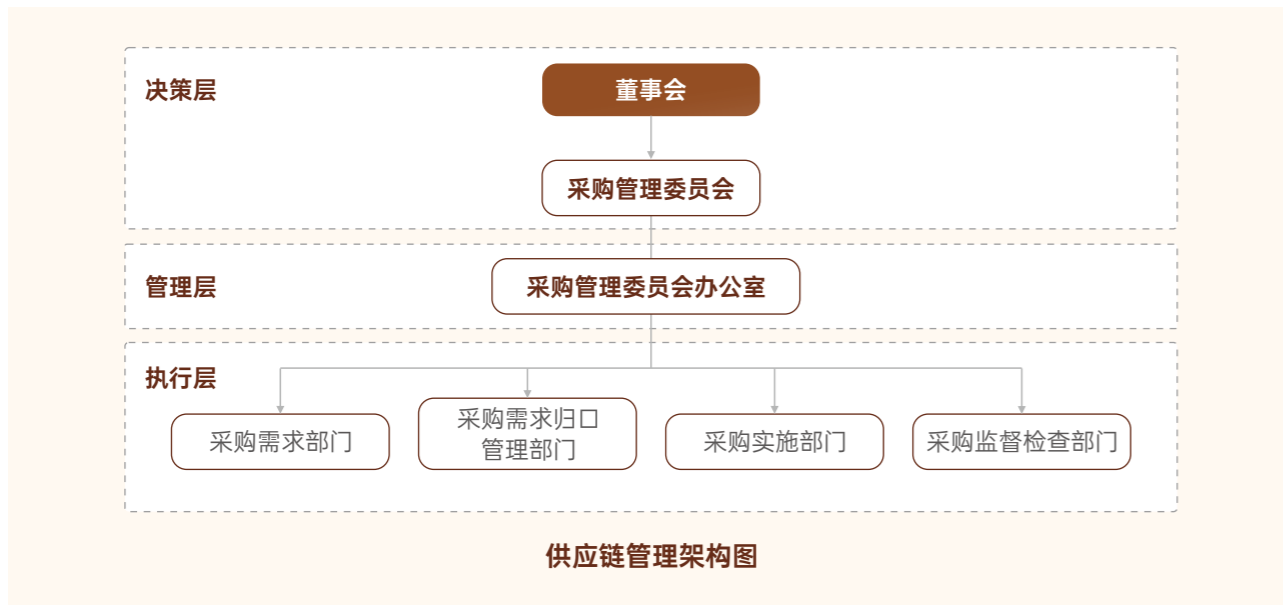 决策层
董事会
采购管理委员会
管理层
采购管理委员会办公室
执行层
采购需求部门
采购需求归口
管理部门
采购实施部门
采购监督检查部门
供应链管理架构图